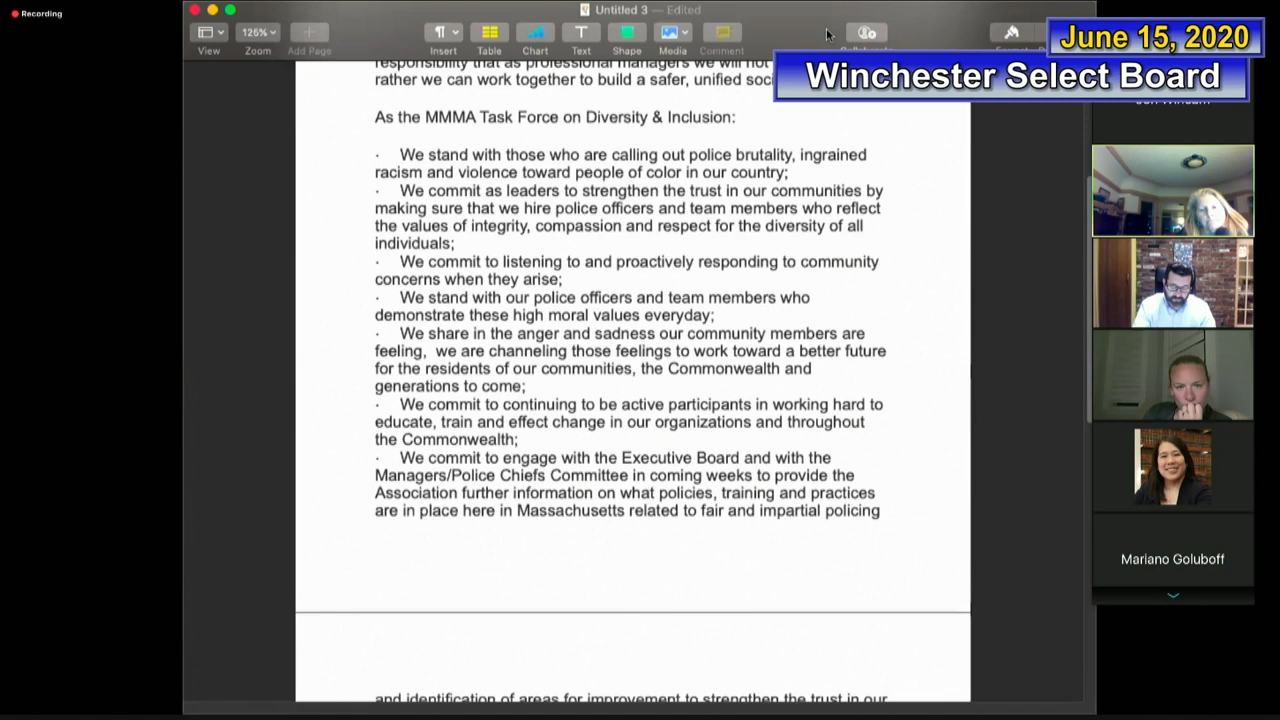 Recording
Untitled 3 — Edited
125%
View
Zoom
Add Page
Insert
Table
Chart
Text
Shape
Media
Comment
June 15, 2020
Winchester Select Board
responsibility that as professional managers we will not
rather we can work together to build a safer, unified
As the MMMA Task Force on Diversity & Inclusion:
· We stand with those who are calling out police brutality, ingrained
racism and violence toward people of color in our country;
· We commit as leaders to strengthen the trust in our communities by
making sure that we hire police officers and team members who reflect
the values of integrity, compassion and respect for the diversity of all
individuals;
· We commit to listening to and proactively responding to community
concerns when they arise;
· We stand with our police officers and team members who
demonstrate these high moral values everyday;
· We share in the anger and sadness our community members are
feeling,  we are channeling those feelings to work toward a better future
for the residents of our communities, the Commonwealth and
generations to come;
· We commit to continuing to be active participants in working hard to
educate, train and effect change in our organizations and throughout
the Commonwealth;
· We commit to engage with the Executive Board and with the
Managers/Police Chiefs Committee in coming weeks to provide the
Association further information on what policies, training and practices
are in place here in Massachusetts related to fair and impartial policing
and identification of areas for improvement to strengthen the trust in our
Mariano Goluboff